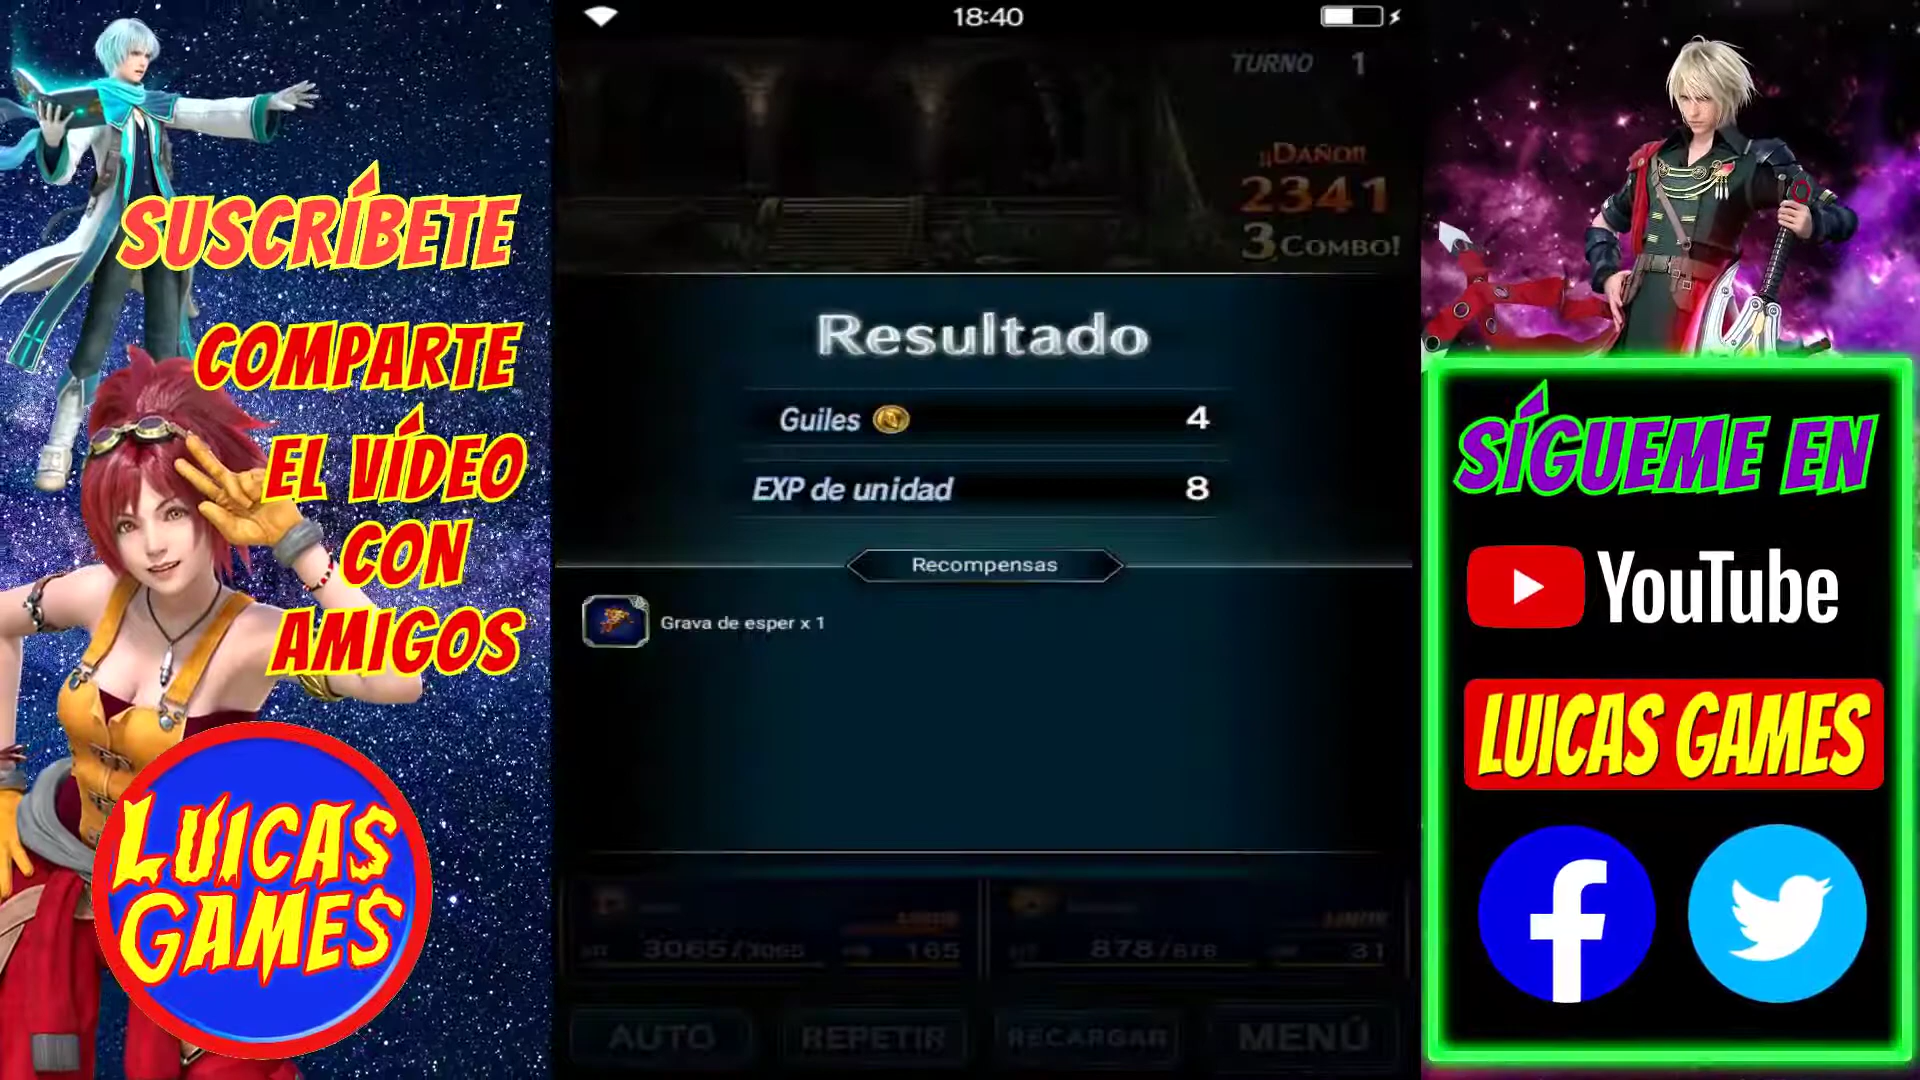 SUSCRÍBETE
COMPARTE
EL VÍDEO
CON
AMIGOS
LUICAS
GAMES
18:40
TURNO 1
¡¡DAÑO!!
2341
3 COMBO!
Resultado
Guiles 4
EXP de unidad 8
Recompensas
Grava de esper x 1
3065/3065 165
878/878 31
AUTO REPETIR RECARGAR MENÚ
SÍGUEME EN
YouTube
LUICAS GAMES